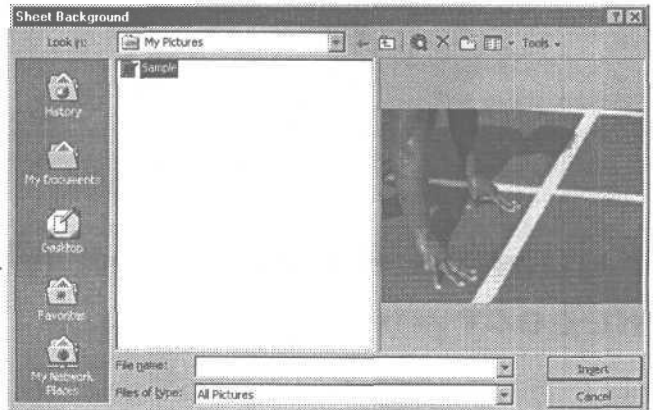 Sheet Background
Look in:
My Pictures
Tools
Sample
History
My Documents
Desktop
Favorites
My Network
Places
File name:
Insert
Files of type:
All Pictures
Cancel